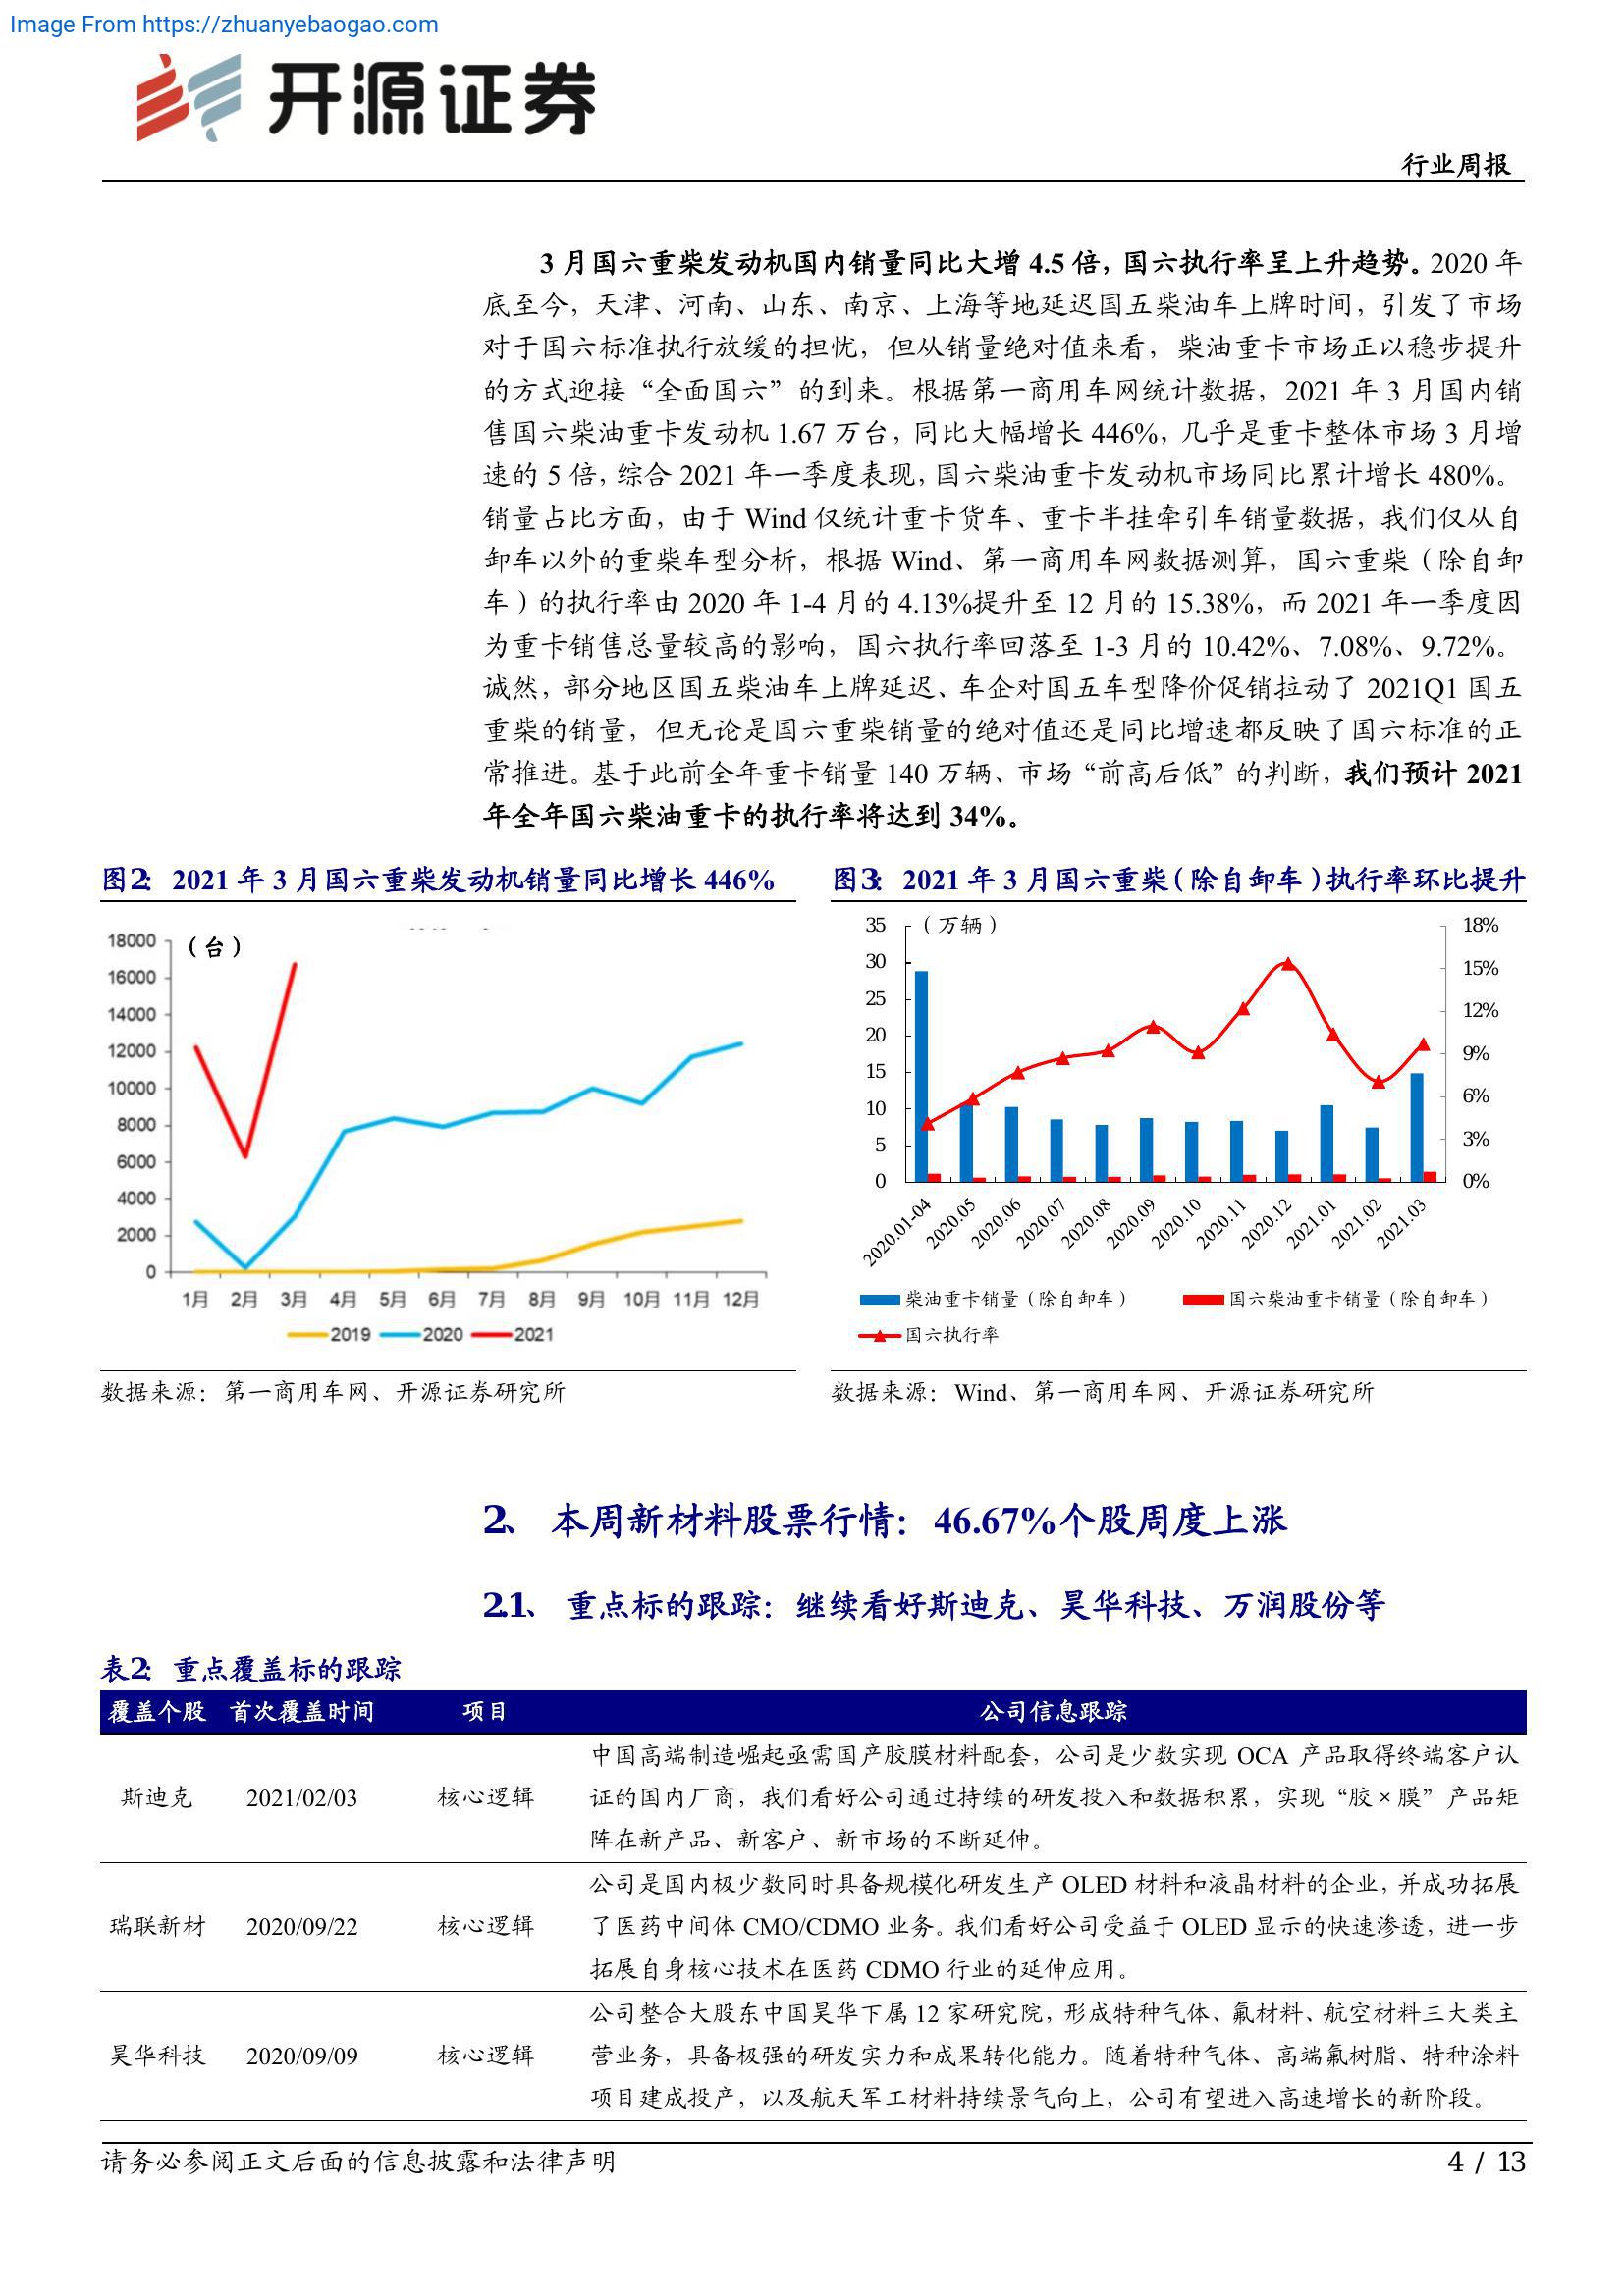 Image From https://zhuanyebaogao.com
开源证券
行业周报
3 月国六重柴发动机国内销量同比大增 4.5 倍，国六执行率呈上升趋势。2020 年
底至今，天津、河南、山东、南京、上海等地延迟国五柴油车上牌时间，引发了市场
对于国六标准执行放缓的担忧，但从销量绝对值来看，柴油重卡市场正以稳步提升
的方式迎接“全面国六”的到来。根据第一商用车网统计数据，2021 年 3 月国内销
售国六柴油重卡发动机 1.67 万台，同比大幅增长 446%，几乎是重卡整体市场 3 月增
速的 5 倍，综合 2021 年一季度表现，国六柴油重卡发动机市场同比累计增长 480%。
销量占比方面，由于 Wind 仅统计重卡货车、重卡半挂牵引车销量数据，我们仅从自
卸车以外的重柴车型分析，根据 Wind、第一商用车网数据测算，国六重柴（除自卸
车）的执行率由 2020 年 1-4 月的 4.13%提升至 12 月的 15.38%，而 2021 年一季度因
为重卡销售总量较高的影响，国六执行率回落至 1-3 月的 10.42%、7.08%、9.72%。
诚然，部分地区国五柴油车上牌延迟、车企对国五车型降价促销拉动了 2021Q1 国五
重柴的销量，但无论是国六重柴销量的绝对值还是同比增速都反映了国六标准的正
常推进。基于此前全年重卡销量 140 万辆、市场“前高后低”的判断，我们预计 2021
年全年国六柴油重卡的执行率将达到 34%。
图2： 2021 年 3 月国六重柴发动机销量同比增长 446%
（台）
18000
16000
14000
12000
10000
8000
6000
4000
2000
0
1月 2月 3月 4月 5月 6月 7月 8月 9月 10月 11月 12月
2019 2020 2021
数据来源：第一商用车网、开源证券研究所
图3： 2021 年 3 月国六重柴（除自卸车）执行率环比提升
（万辆）
35
30
25
20
15
10
5
0
18%
15%
12%
9%
6%
3%
0%
2020.01-04 2020.05 2020.06 2020.07 2020.08 2020.09 2020.10 2020.11 2020.12 2021.01 2021.02 2021.03
柴油重卡销量（除自卸车） 国六柴油重卡销量（除自卸车）
国六执行率
数据来源：Wind、第一商用车网、开源证券研究所
2、 本周新材料股票行情：46.67%个股周度上涨
2.1、 重点标的跟踪：继续看好斯迪克、昊华科技、万润股份等
表2： 重点覆盖标的跟踪
覆盖个股 首次覆盖时间 项目 公司信息跟踪
斯迪克 2021/02/03 核心逻辑
中国高端制造崛起亟需国产胶膜材料配套，公司是少数实现 OCA 产品取得终端客户认
证的国内厂商，我们看好公司通过持续的研发投入和数据积累，实现“胶×膜”产品矩
阵在新产品、新客户、新市场的不断延伸。
瑞联新材 2020/09/22 核心逻辑
公司是国内极少数同时具备规模化研发生产 OLED 材料和液晶材料的企业，并成功拓展
了医药中间体 CMO/CDMO 业务。我们看好公司受益于 OLED 显示的快速渗透，进一步
拓展自身核心技术在医药 CDMO 行业的延伸应用。
昊华科技 2020/09/09 核心逻辑
公司整合大股东中国昊华下属 12 家研究院，形成特种气体、氟材料、航空材料三大类主
营业务，具备极强的研发实力和成果转化能力。随着特种气体、高端氟树脂、特种涂料
项目建成投产，以及航天军工材料持续景气向上，公司有望进入高速增长的新阶段。
请务必参阅正文后面的信息披露和法律声明
4 / 13